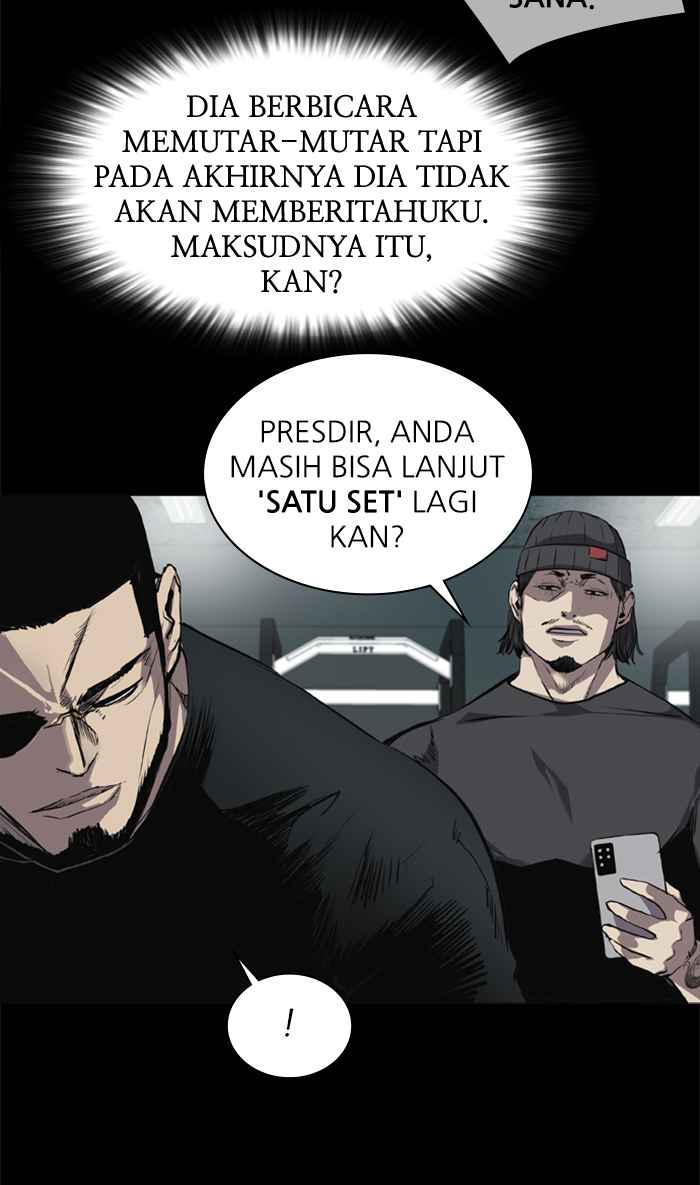 SANA.
DIA BERBICARA
MEMUTAR-MUTAR TAPI
PADA AKHIRNYA DIA TIDAK
AKAN MEMBERITAHUKU.
MAKSUDNYA ITU,
KAN?
PRESDIR, ANDA
MASIH BISA LANJUT
'SATU SET' LAGI
KAN?
LIFT
!